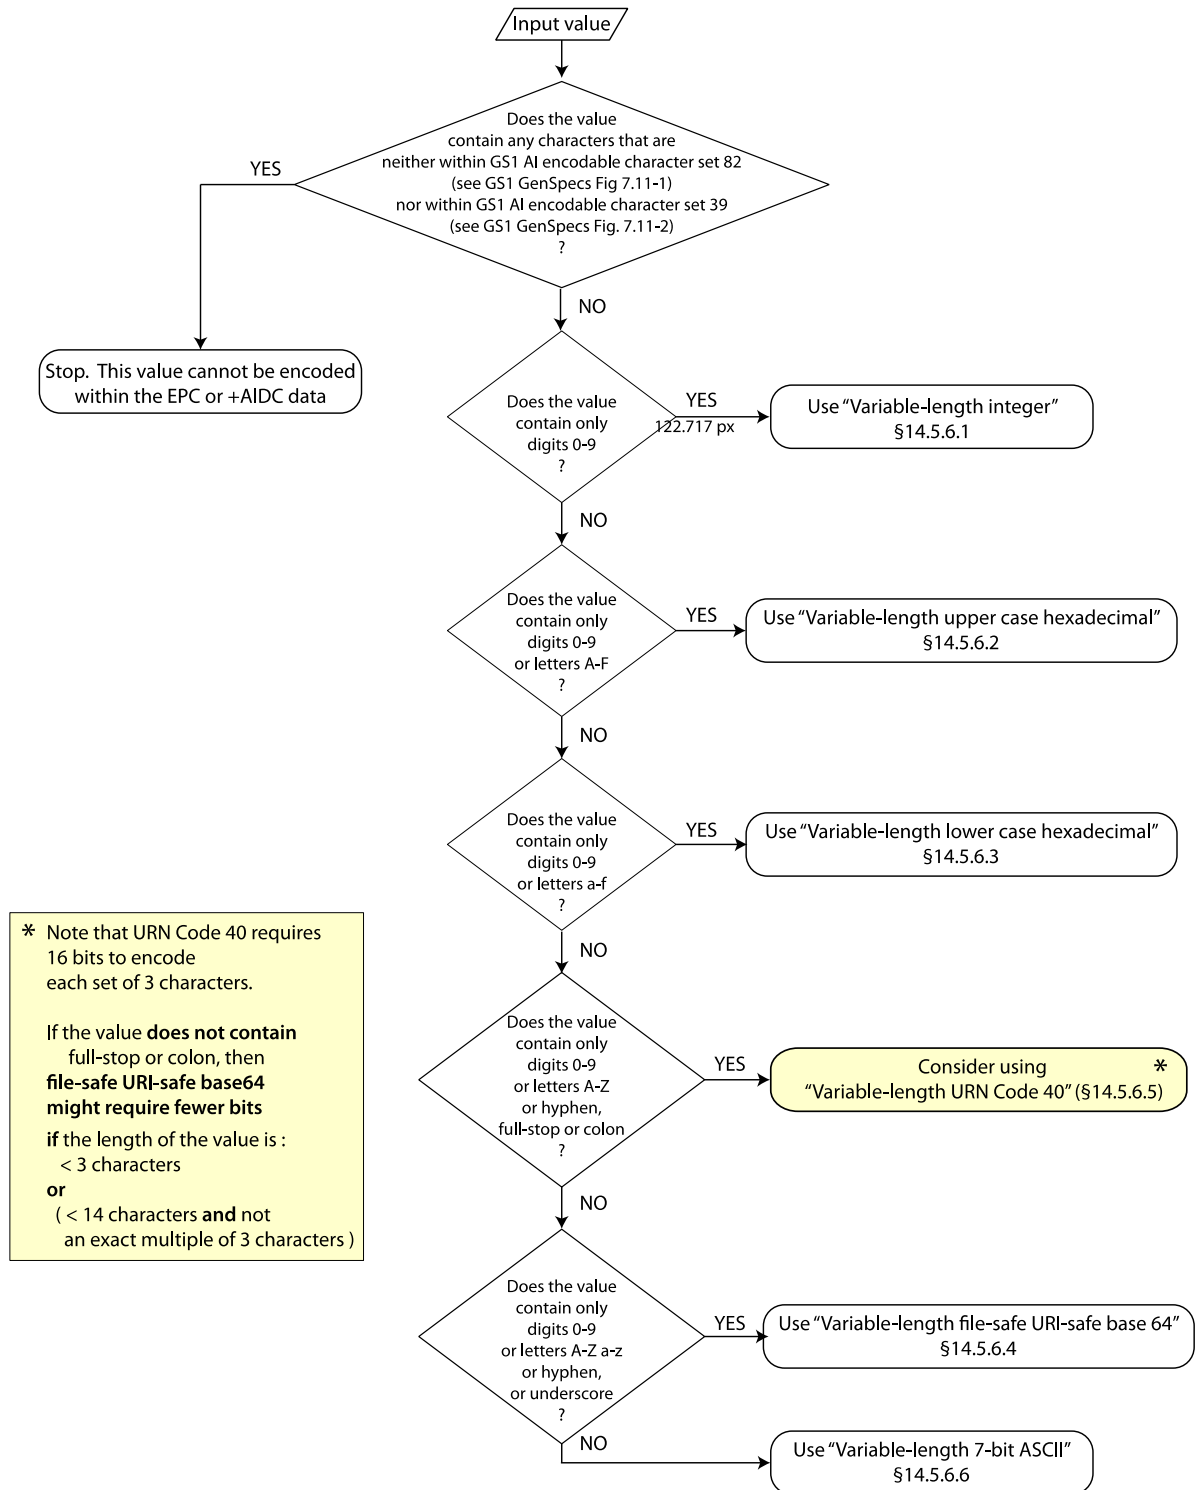 Input value
Does the value
contain any characters that are
neither within GS1 AI encodable character set 82
(see GS1 GenSpecs Fig 7.11-1)
nor within GS1 AI encodable character set 39
(see GS1 GenSpecs Fig. 7.11-2)
?
YES
NO
Stop. This value cannot be encoded
within the EPC or +AIDC data
Does the value
contain only
digits 0-9
?
YES
122.717 px
Use “Variable-length integer”
§14.5.6.1
NO
Does the value
contain only
digits 0-9
or letters A-F
?
YES
Use “Variable-length upper case hexadecimal”
§14.5.6.2
NO
Does the value
contain only
digits 0-9
or letters a-f
?
YES
Use “Variable-length lower case hexadecimal”
§14.5.6.3
NO
* Note that URN Code 40 requires
16 bits to encode
each set of 3 characters.
If the value does not contain
full-stop or colon, then
file-safe URI-safe base64
might require fewer bits
if the length of the value is :
< 3 characters
or
( < 14 characters and not
an exact multiple of 3 characters )
Does the value
contain only
digits 0-9
or letters A-Z
or hyphen,
full-stop or colon
?
YES
Consider using *
“Variable-length URN Code 40” (§14.5.6.5)
NO
Does the value
contain only
digits 0-9
or letters A-Z a-z
or hyphen,
or underscore
?
YES
Use “Variable-length file-safe URI-safe base 64”
§14.5.6.4
NO
Use “Variable-length 7-bit ASCII”
§14.5.6.6